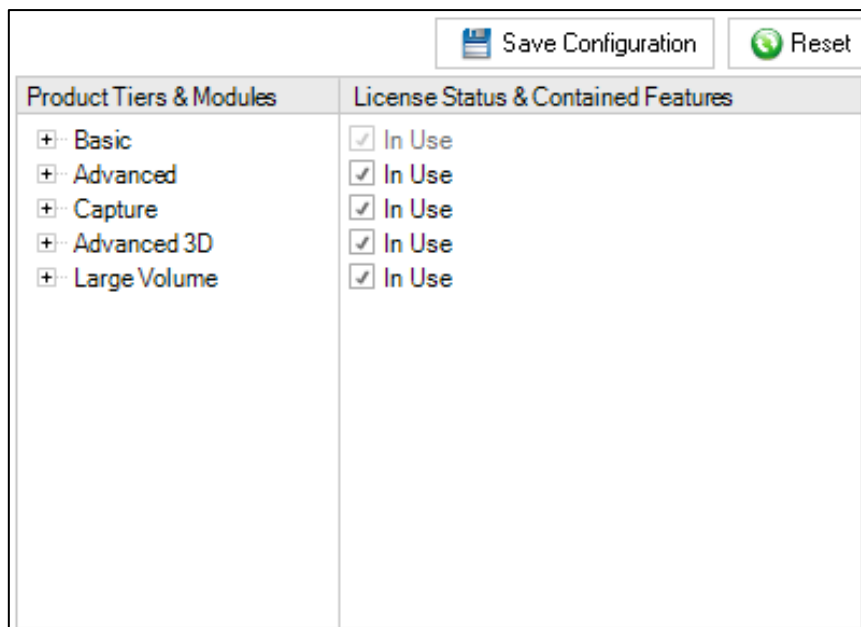 Save Configuration Reset
Product Tiers & Modules License Status & Contained Features
Basic In Use
Advanced In Use
Capture In Use
Advanced 3D In Use
Large Volume In Use